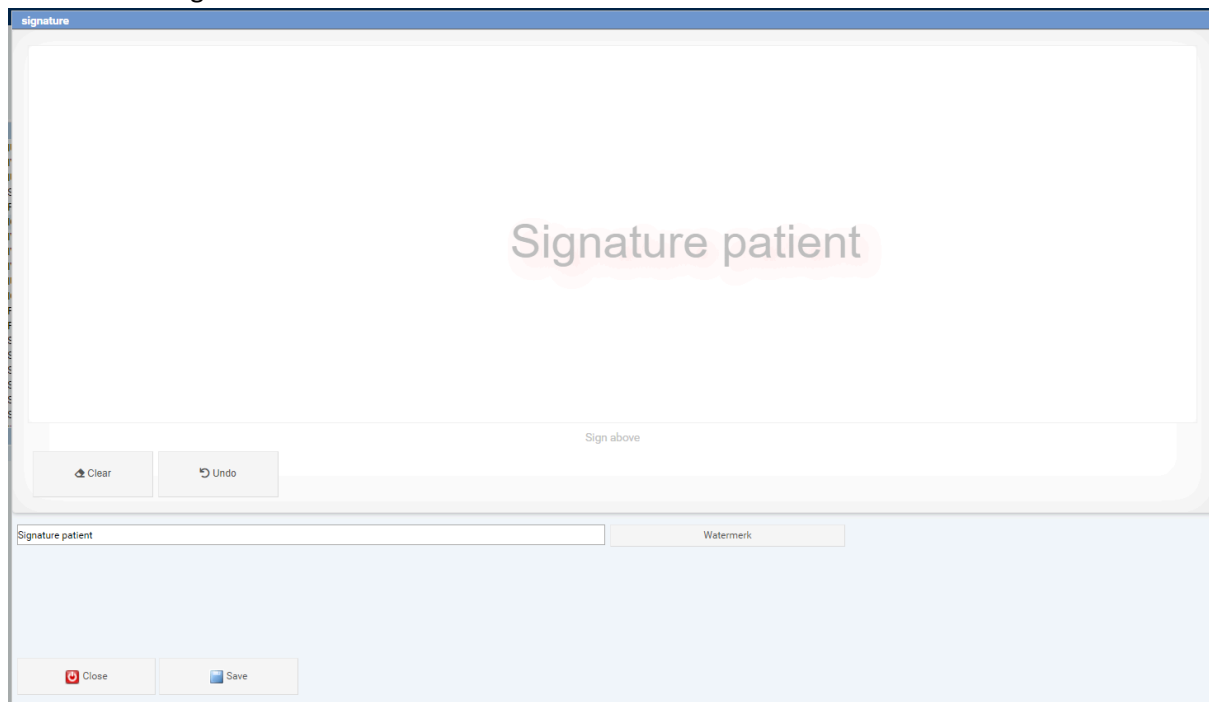 signature
Signature patient
Sign above
Clear
Undo
Signature patient
Watermerk
Close
Save